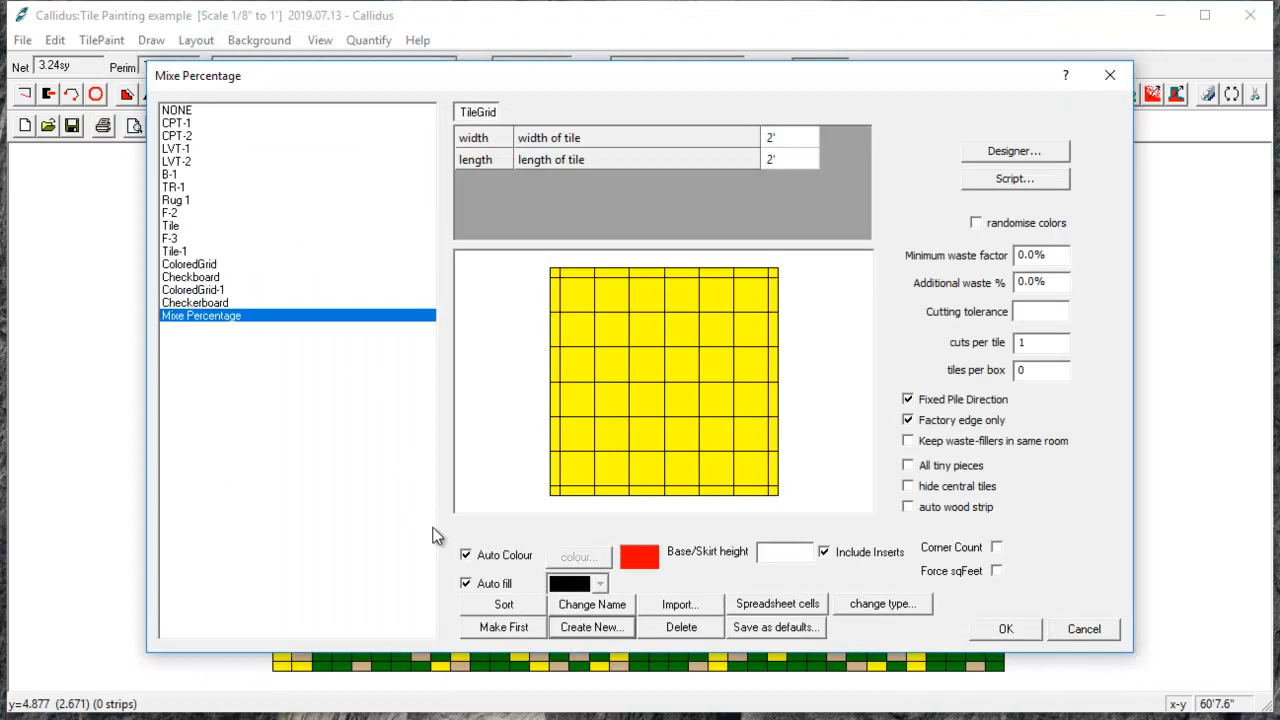 Callidus:Tile Painting example [Scale 1/8" to 1'] 2019.07.13 - Callidus
File Edit TilePaint Draw Layout Background View Quantify Help
Net 3.24sy Perim
Mixe Percentage
?
NONE
CPT-1
CPT-2
LVT-1
LVT-2
B-1
TR-1
Rug 1
F-2
Tile
F-3
Tile-1
ColoredGrid
Checkboard
ColoredGrid-1
Checkerboard
Mixe Percentage
TileGrid
width width of tile 2'
length length of tile 2'
Designer...
Script...
randomise colors
Minimum waste factor 0.0%
Additional waste % 0.0%
Cutting tolerance
cuts per tile 1
tiles per box 0
Fixed Pile Direction
Factory edge only
Keep waste-fillers in same room
All tiny pieces
hide central tiles
auto wood strip
Auto Colour colour... Base/Skirt height Include Inserts Corner Count
Force sqFeet
Auto fill
Sort Change Name Import... Spreadsheet cells change type...
Make First Create New... Delete Save as defaults... OK Cancel
y=4.877 (2.671) (0 strips) x-y 60'7.6"